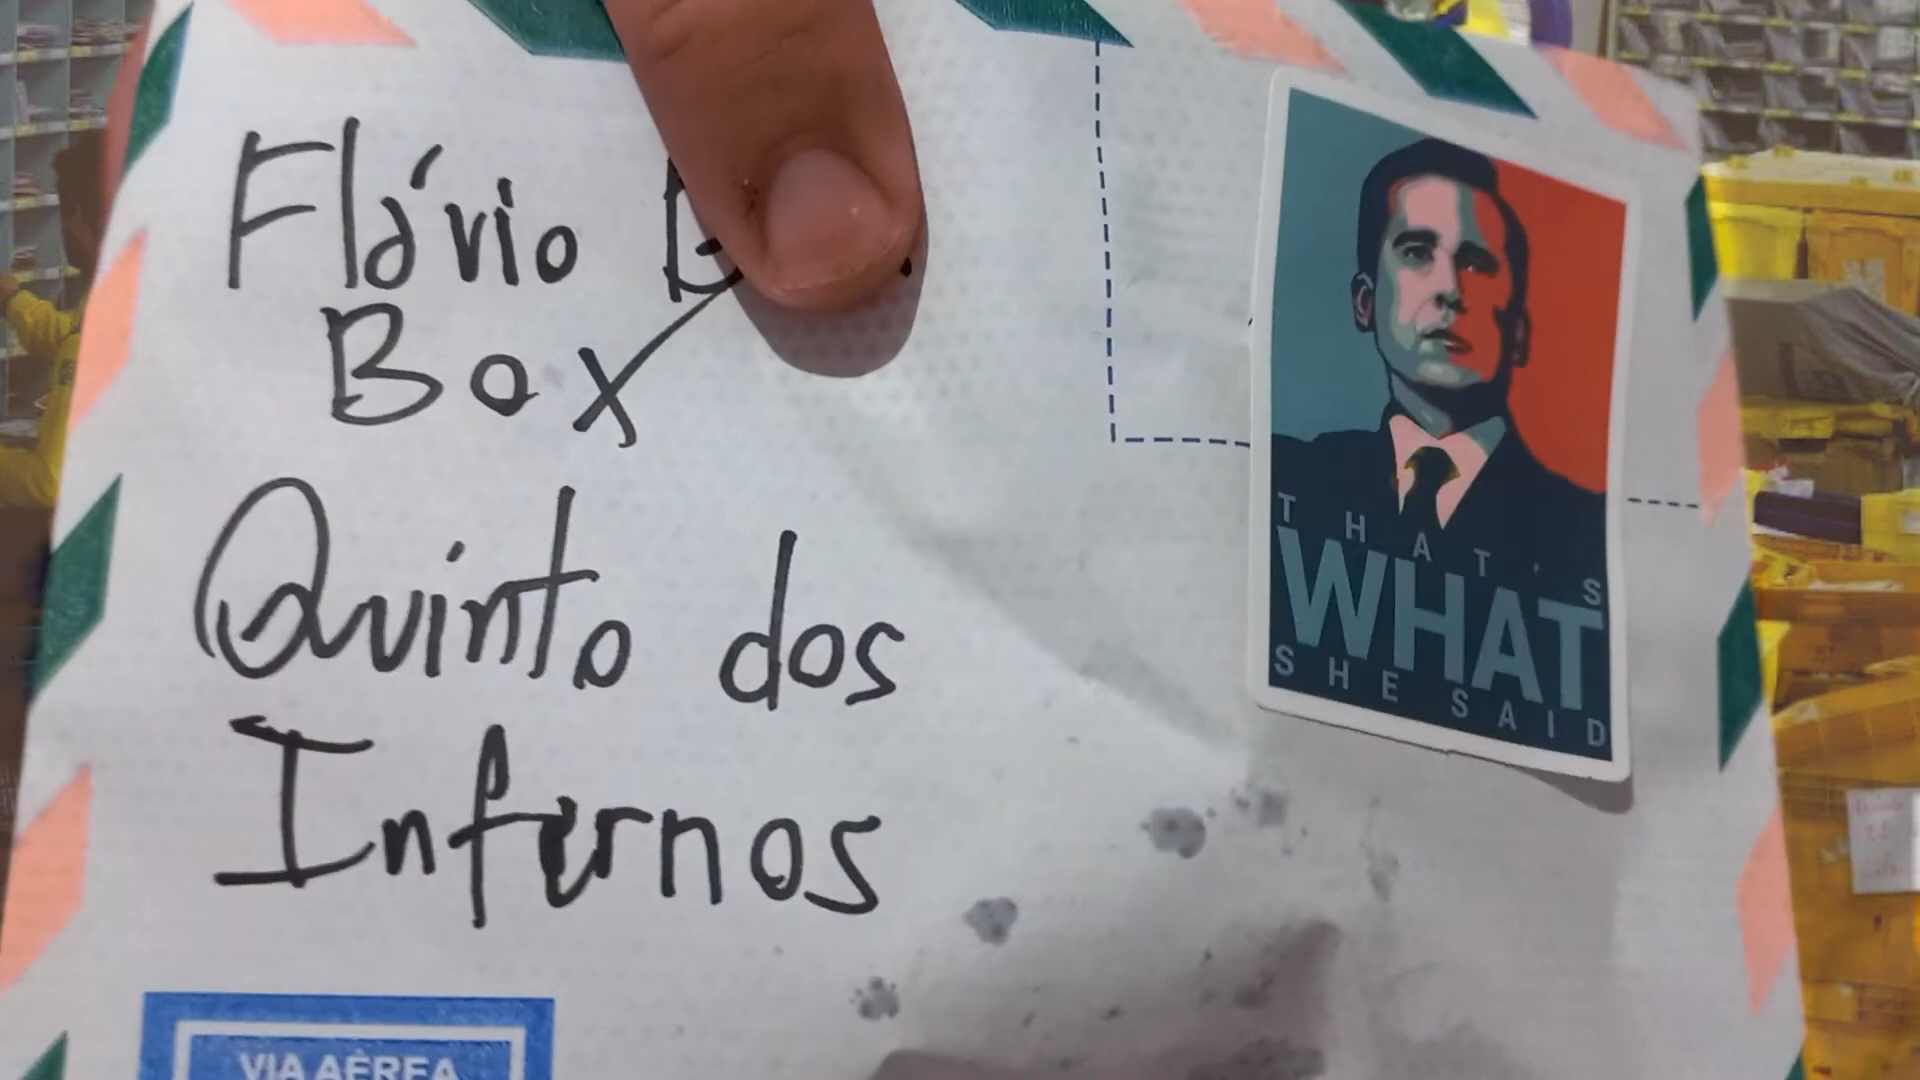 Flávio
Box
Quinto dos
Infernos
THAT'S
WHAT
SHE SAID
VIA AÉREA